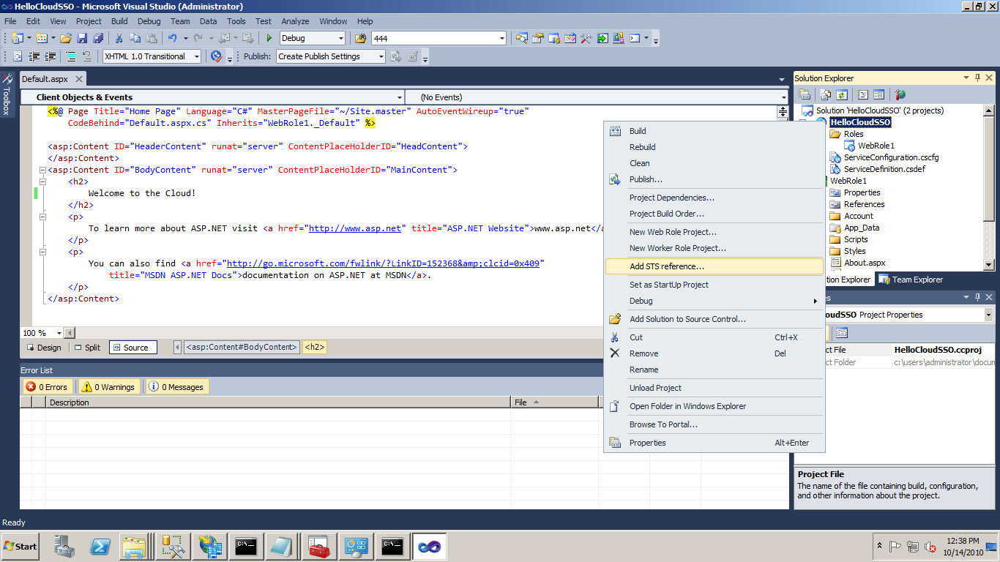 HelloCloudSSO - Microsoft Visual Studio (Administrator)
File Edit View Project Build Debug Team Data Tools Test Analyze Window Help
Debug 444
XHTML 1.0 Transitional Publish: Create Publish Settings
Toolbox
Default.aspx
Client Objects & Events (No Events)
<%@ Page Title="Home Page" Language="C#" MasterPageFile="~/Site.master" AutoEventWireup="true"
CodeBehind="Default.aspx.cs" Inherits="WebRole1._Default" %>
<asp:Content ID="HeaderContent" runat="server" ContentPlaceHolderID="HeadContent">
</asp:Content>
<asp:Content ID="BodyContent" runat="server" ContentPlaceHolderID="MainContent">
<h2>
Welcome to the Cloud!
</h2>
<p>
To learn more about ASP.NET visit <a href="http://www.asp.net" title="ASP.NET Website">www.asp.net</a
</p>
<p>
You can also find <a href="http://go.microsoft.com/fwlink/?LinkID=152368&amp;clcid=0x409"
title="MSDN ASP.NET Docs">documentation on ASP.NET at MSDN</a>.
</p>
</asp:Content>
100 %
Design Split Source <asp:Content#BodyContent> <h2>
Error List
0 Errors 0 Warnings 0 Messages
Description File
Build
Rebuild
Clean
Publish...
Project Dependencies...
Project Build Order...
New Web Role Project...
New Worker Role Project...
Add STS reference...
Set as StartUp Project
Debug
Add Solution to Source Control...
Cut Ctrl+X
Remove Del
Rename
Unload Project
Open Folder in Windows Explorer
Browse To Portal...
Properties Alt+Enter
Solution Explorer
Solution 'HelloCloudSSO' (2 projects)
HelloCloudSSO
Roles
WebRole1
ServiceConfiguration.cscfg
ServiceDefinition.csdef
WebRole1
Properties
References
Account
App_Data
Scripts
Styles
About.aspx
tion Explorer Team Explorer
es
oudSSO Project Properties
ct File HelloCloudSSO.ccproj
ct Folder c:\users\administrator\docum
Project File
The name of the file containing build, configuration,
and other information about the project.
Ready
Start
12:38 PM
10/14/2010